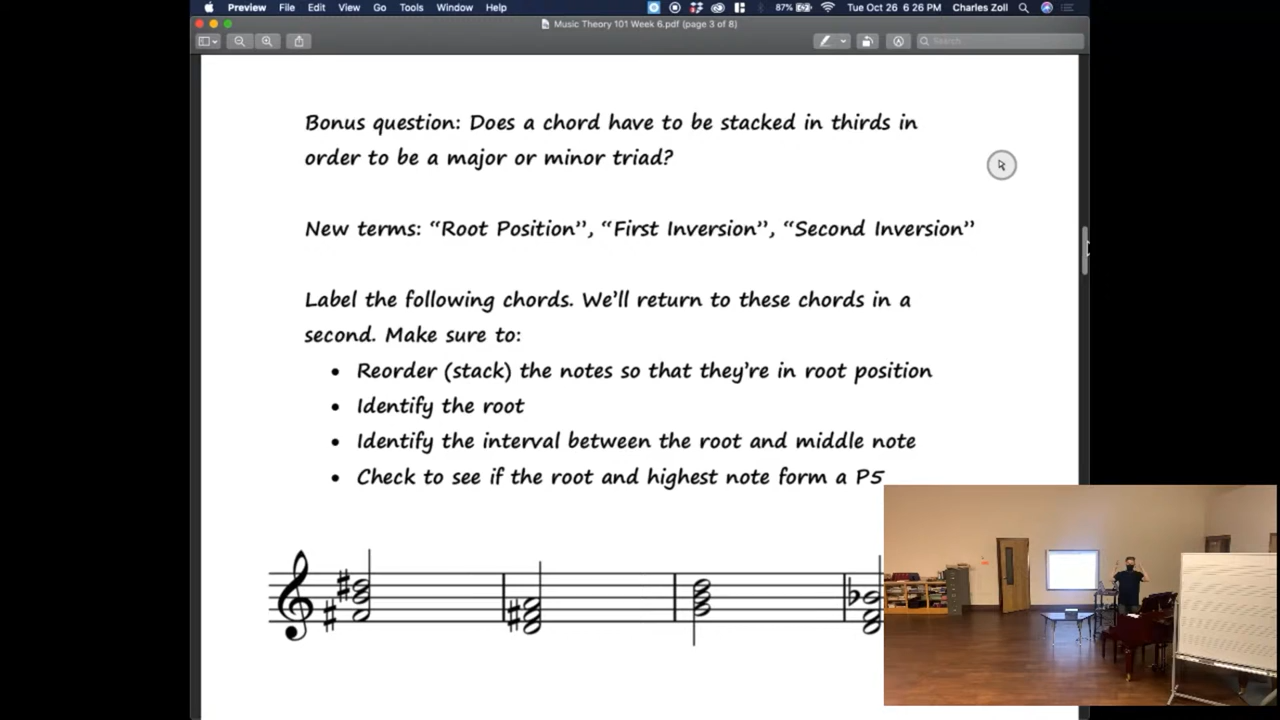 Preview File Edit View Go Tools Window Help 87% Tue Oct 26 6:26 PM Charles Zoll
Music Theory 101 Week 6.pdf (page 3 of 8)
Search
Bonus question: Does a chord have to be stacked in thirds in
order to be a major or minor triad?
New terms: “Root Position”, “First Inversion”, “Second Inversion”
Label the following chords. We’ll return to these chords in a
second. Make sure to:
• Reorder (stack) the notes so that they’re in root position
• Identify the root
• Identify the interval between the root and middle note
• Check to see if the root and highest note form a P5